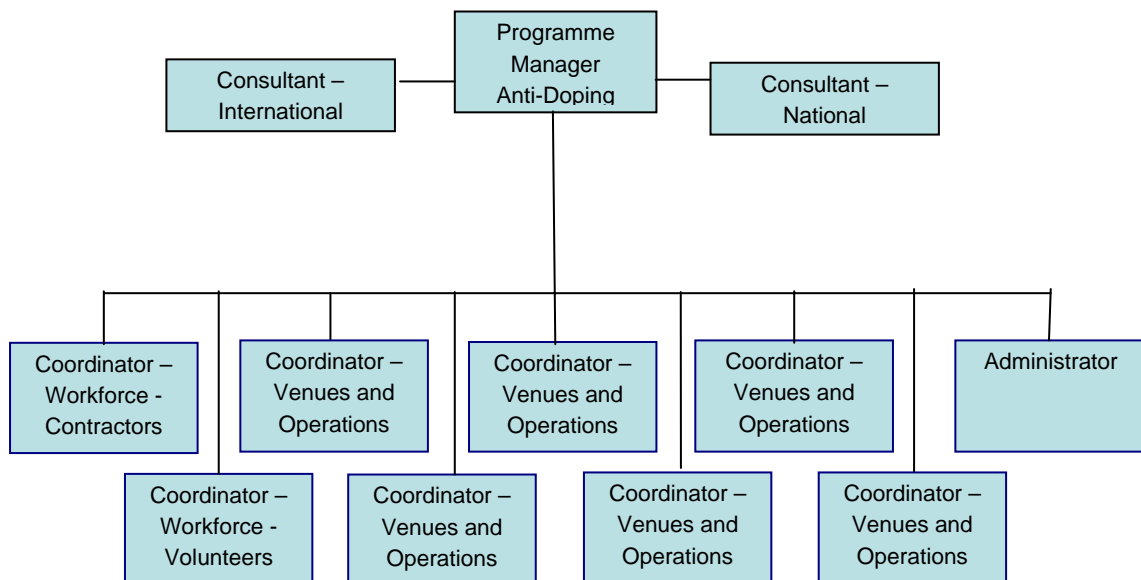 Programme
Manager
Anti-Doping
Consultant –
International
Consultant –
National
Coordinator –
Workforce -
Contractors
Coordinator –
Venues and
Operations
Coordinator –
Venues and
Operations
Coordinator –
Venues and
Operations
Administrator
Coordinator –
Workforce -
Volunteers
Coordinator –
Venues and
Operations
Coordinator –
Venues and
Operations
Coordinator –
Venues and
Operations